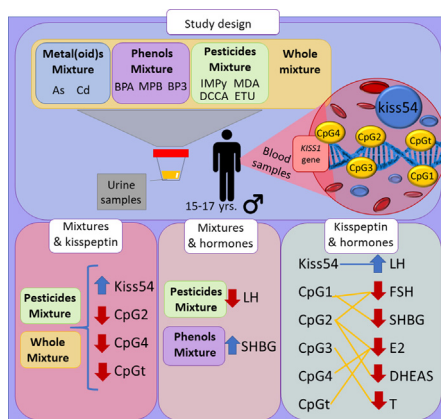 Study design
Metal(oid)s
Mixture
As Cd
Phenols
Mixture
BPA MPB BP3
Pesticides
Mixture
IMPy MDA
DCCA ETU
Whole
mixture
Urine
samples
15-17 yrs.
Blood
samples
KISS1
gene
kiss54
CpG4
CpG2
CpGt
CpG3
CpG1
Mixtures
& kisspeptin
Pesticides
Mixture
Whole
Mixture
Kiss54
CpG2
CpG4
CpGt
Mixtures
& hormones
Pesticides
Mixture
LH
Phenols
Mixture
SHBG
Kisspeptin
& hormones
Kiss54 LH
CpG1 FSH
CpG2 SHBG
CpG3 E2
CpG4 DHEAS
CpGt T